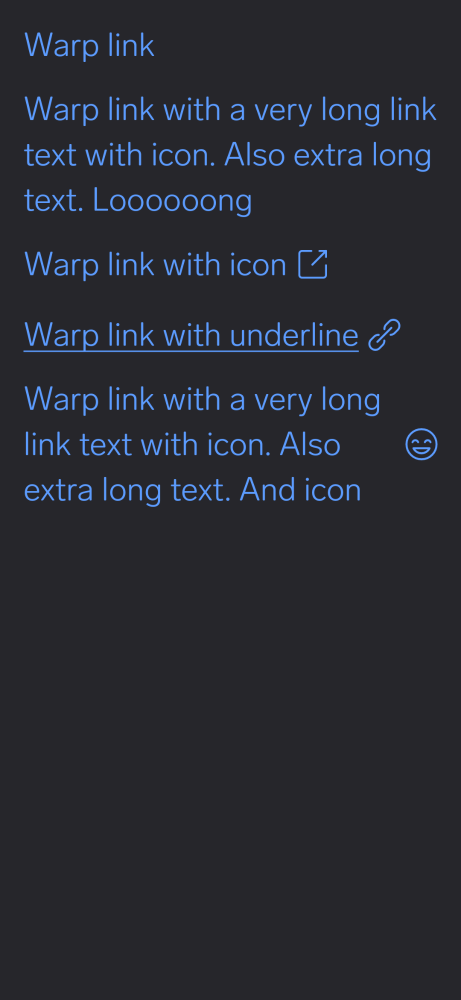 Warp link
Warp link with a very long link
text with icon. Also extra long
text. Loooooong
Warp link with icon
Warp link with underline
Warp link with a very long
link text with icon. Also
extra long text. And icon